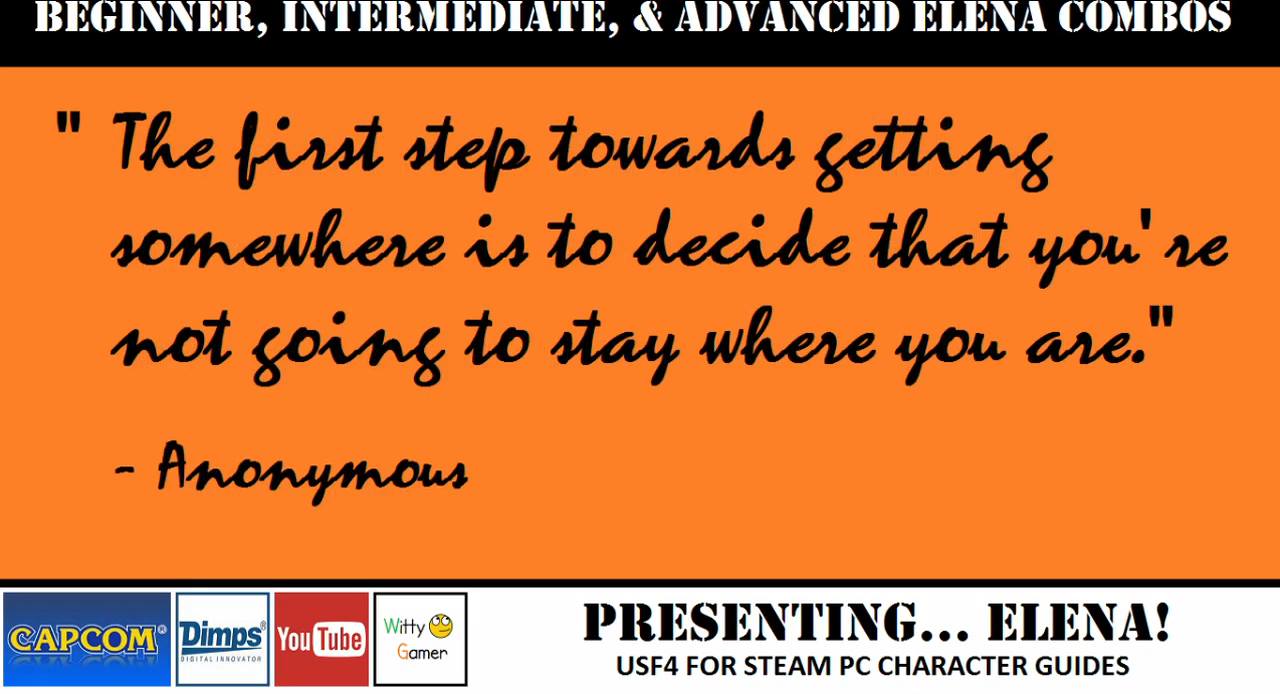 BEGINNER, INTERMEDIATE, & ADVANCED ELENA COMBOS
" The first step towards getting
somewhere is to decide that you're
not going to stay where you are."
- Anonymous
CAPCOM®
Dimps®
DIGITAL INNOVATOR
YouTube
Witty
Gamer
PRESENTING... ELENA!
USF4 FOR STEAM PC CHARACTER GUIDES